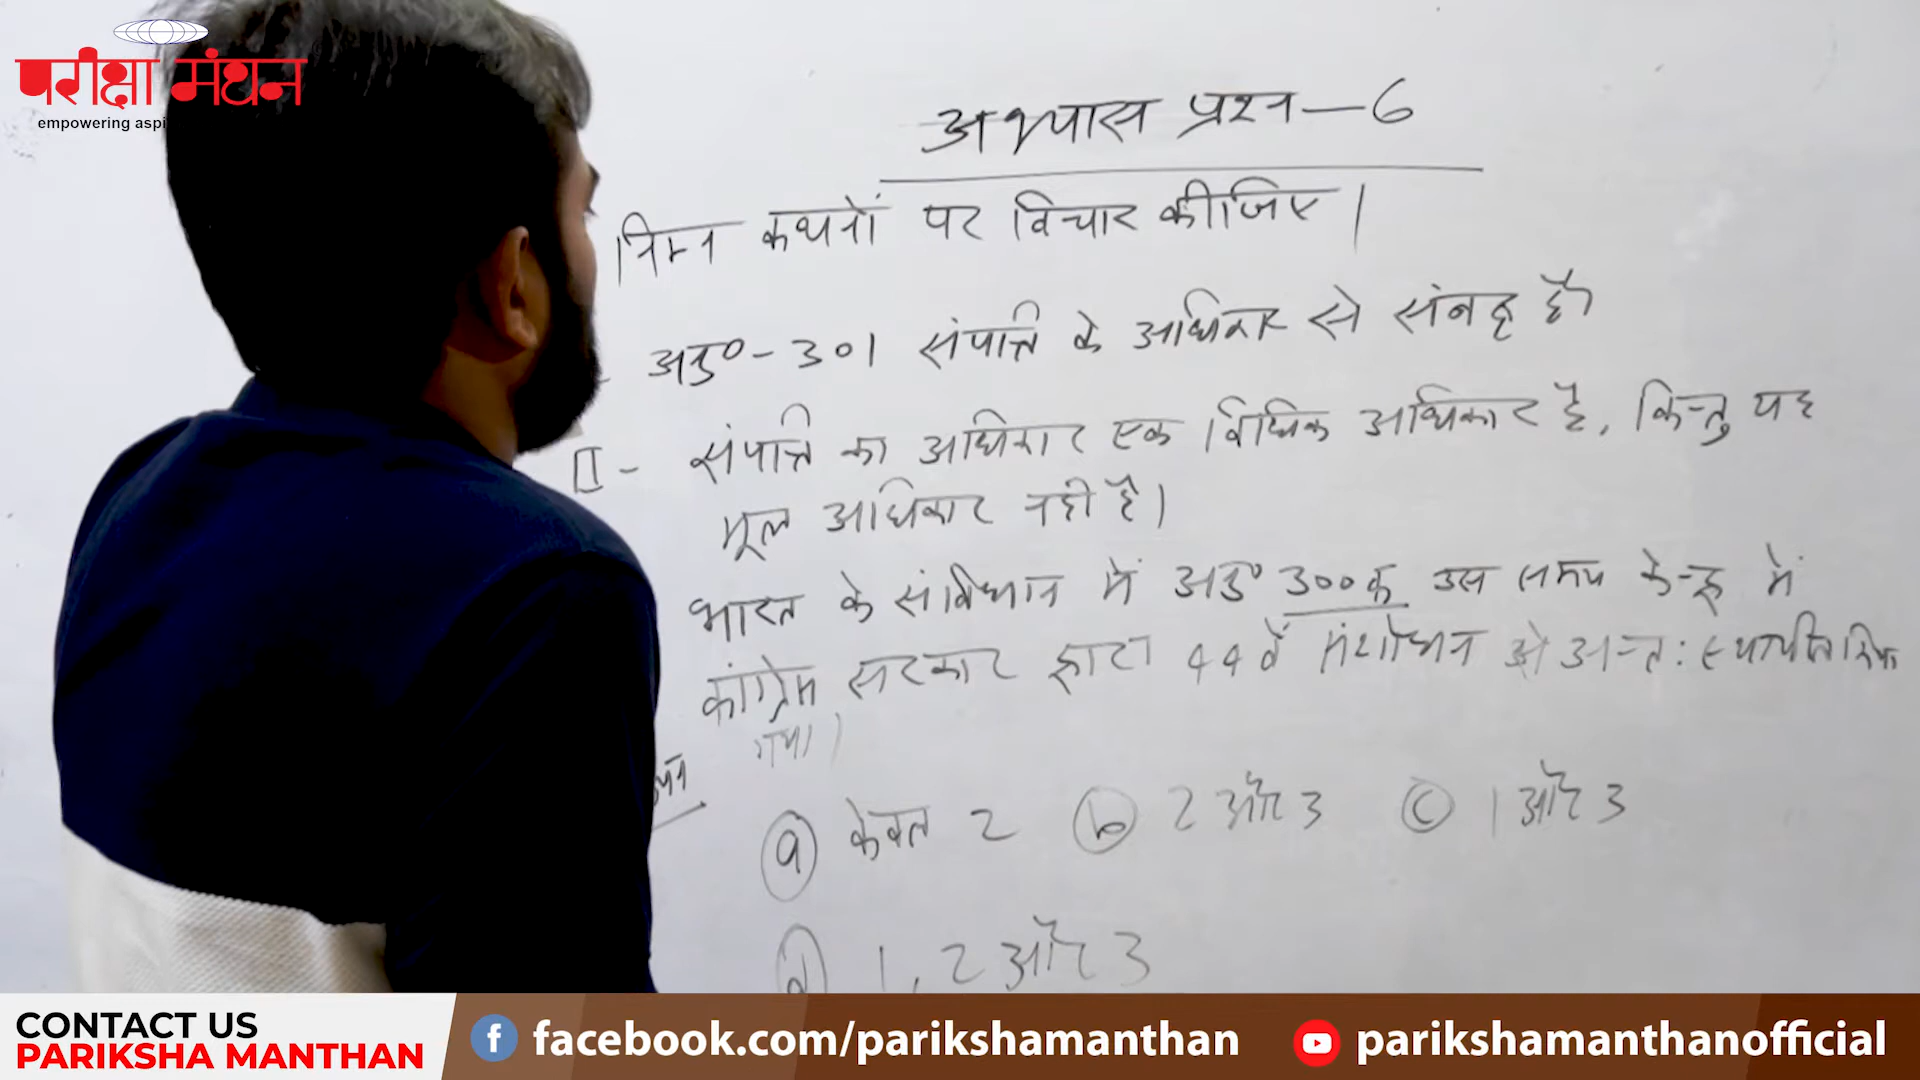 परीक्षा मंथन
empowering aspi
अभ्यास प्रश्न - 6
निम्न कथनों पर विचार कीजिए।
अनु० - 301 संपत्ति के अधिकार से संबद्ध है
II - संपत्ति का अधिकार एक विधिक अधिकार है, किन्तु यह
मूल अधिकार नही है।
भारत के संविधान में अनु० 300क उस समय केन्द्र में
कांग्रेस सरकार द्वारा 44 वें संशोधन से अन्तः स्थापित किया
गया।
(a) केवल 2 (b) 2 और 3 (c) 1 और 3
(d) 1, 2 और 3
CONTACT US
PARIKSHA MANTHAN
facebook.com/parikshamanthan
parikshamanthanofficial